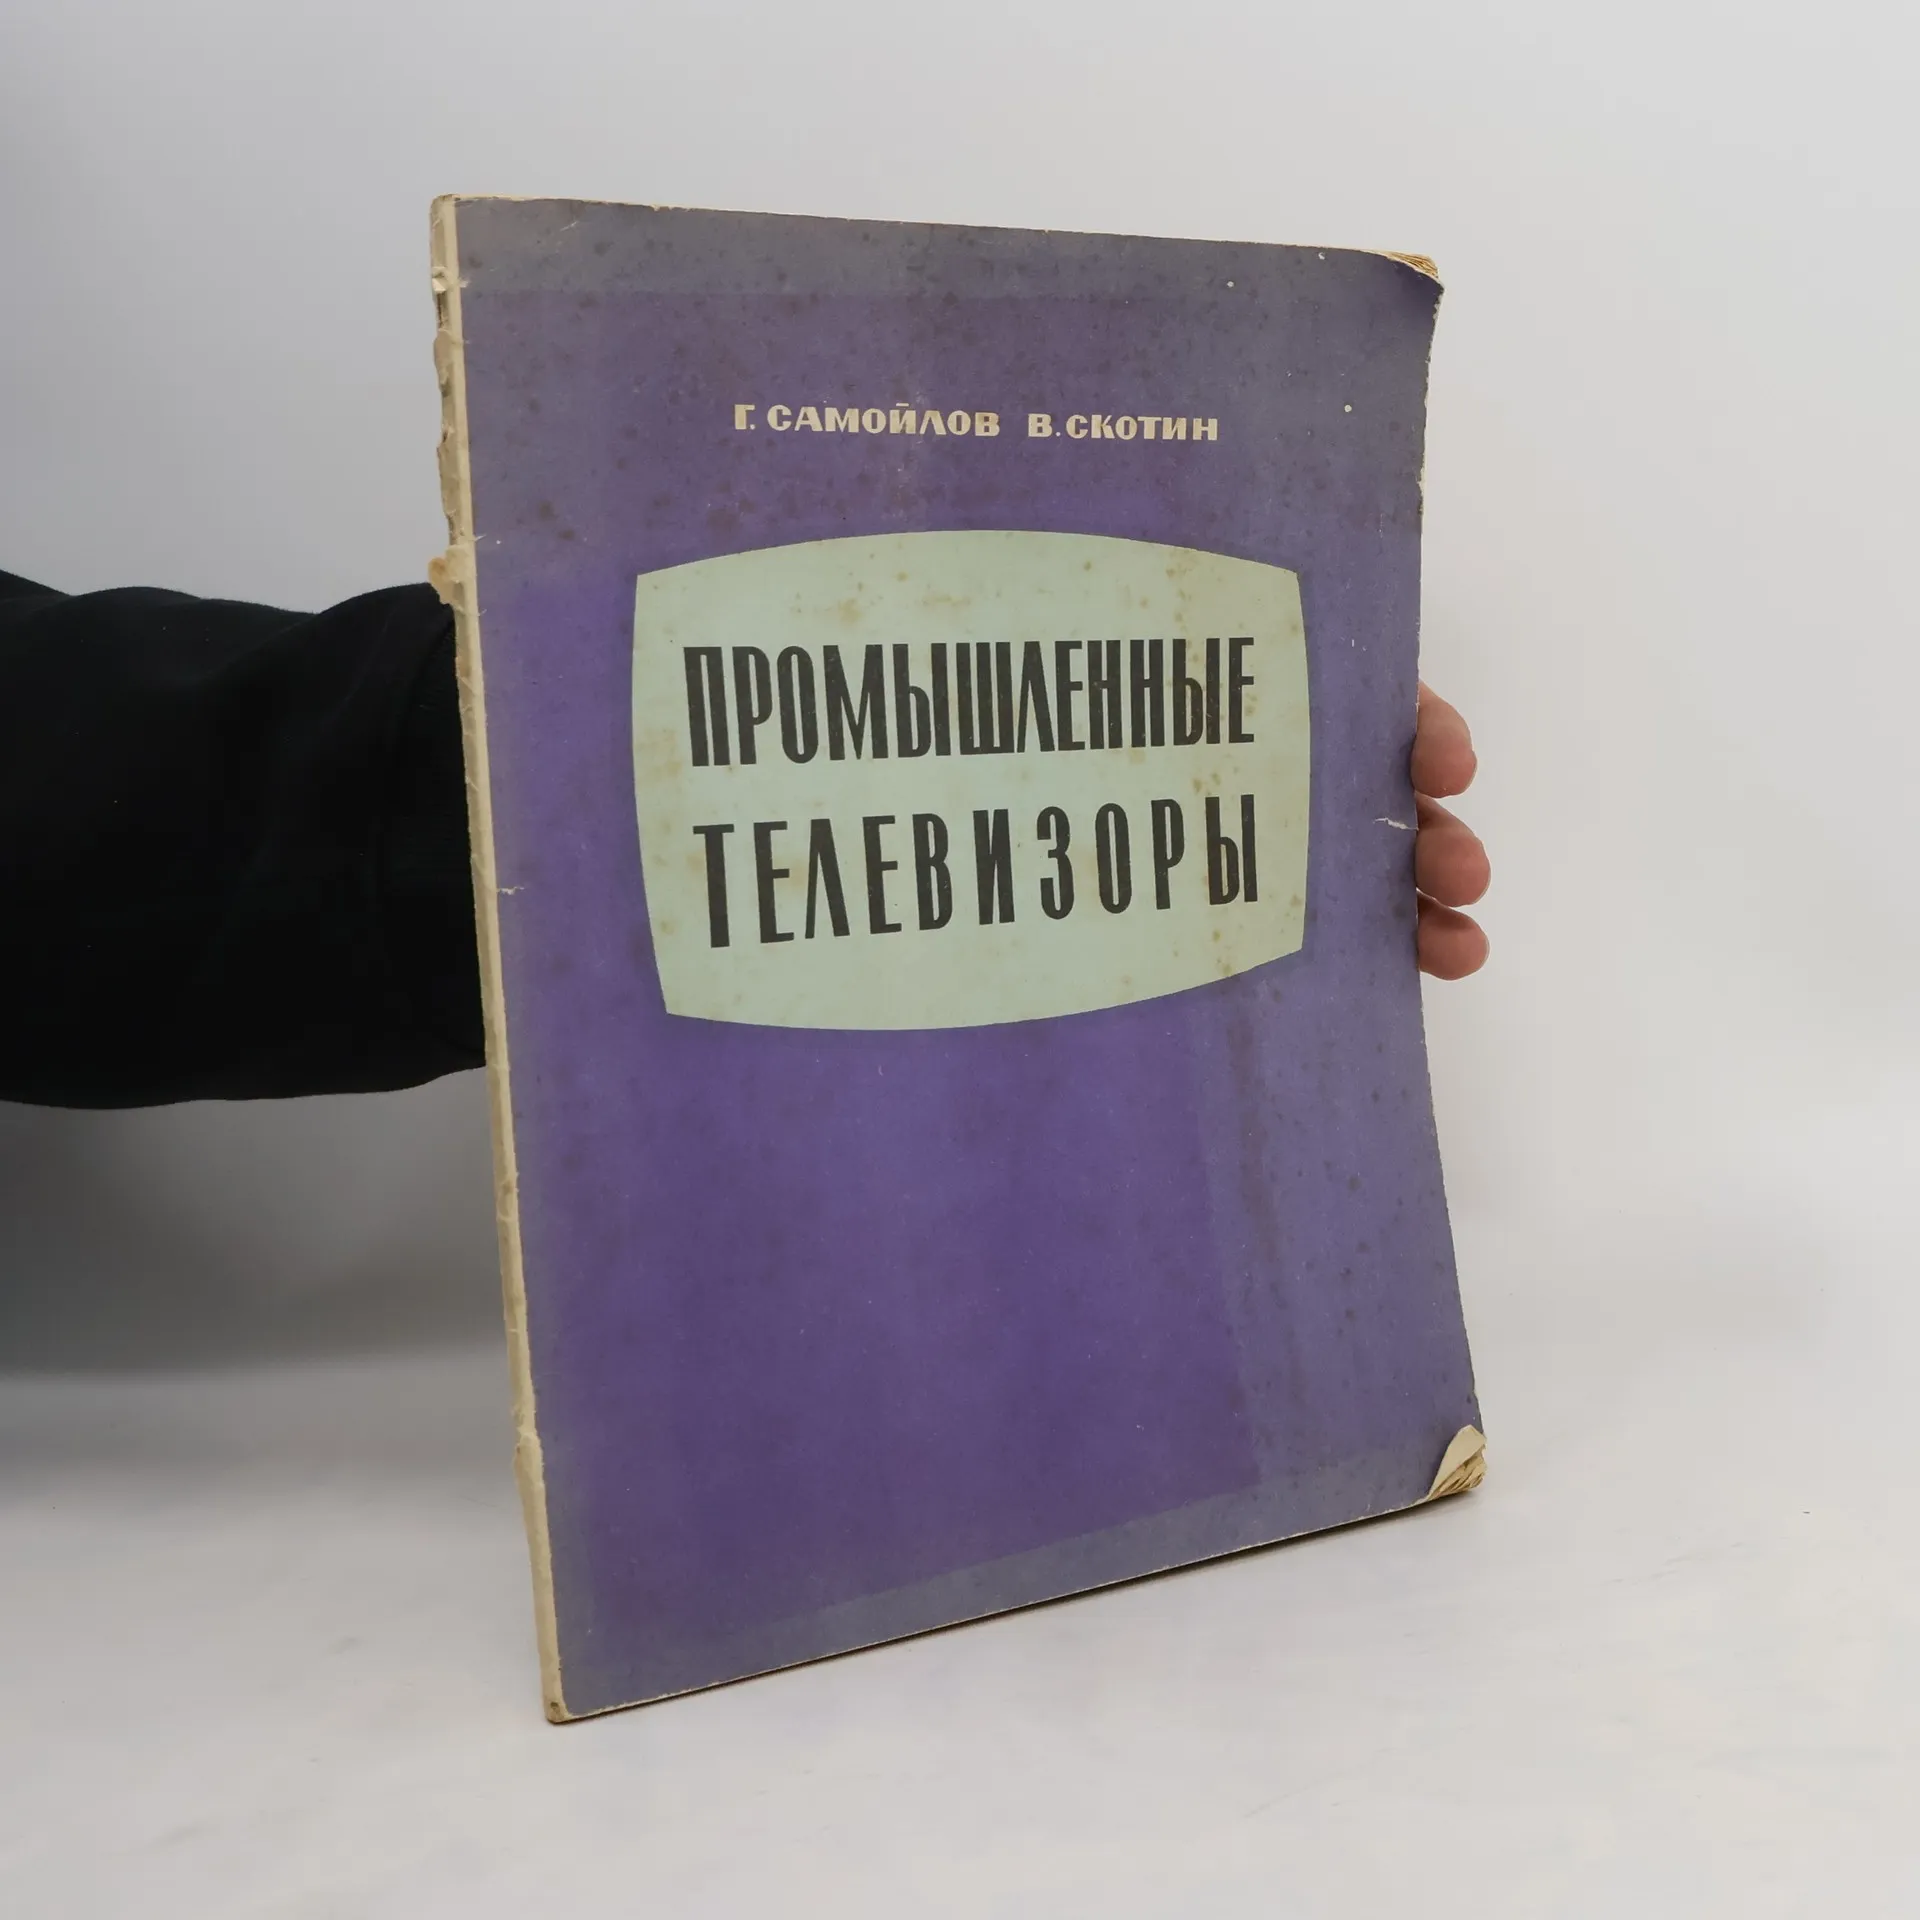 Г. САМОЙЛОВ В. СКОТИН
ПРОМЫШЛЕННЫЕ
ТЕЛЕВИЗОРЫ